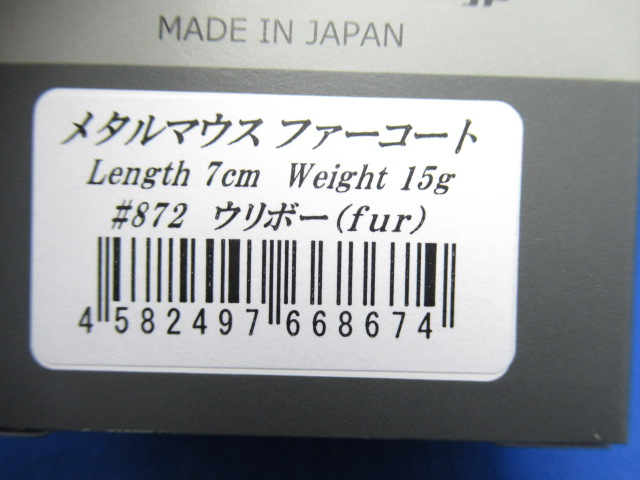 MADE IN JAPAN
メタルマウス ファーコート
Length 7cm Weight 15g
#872 ウリボー(fur)
4 582497 668674